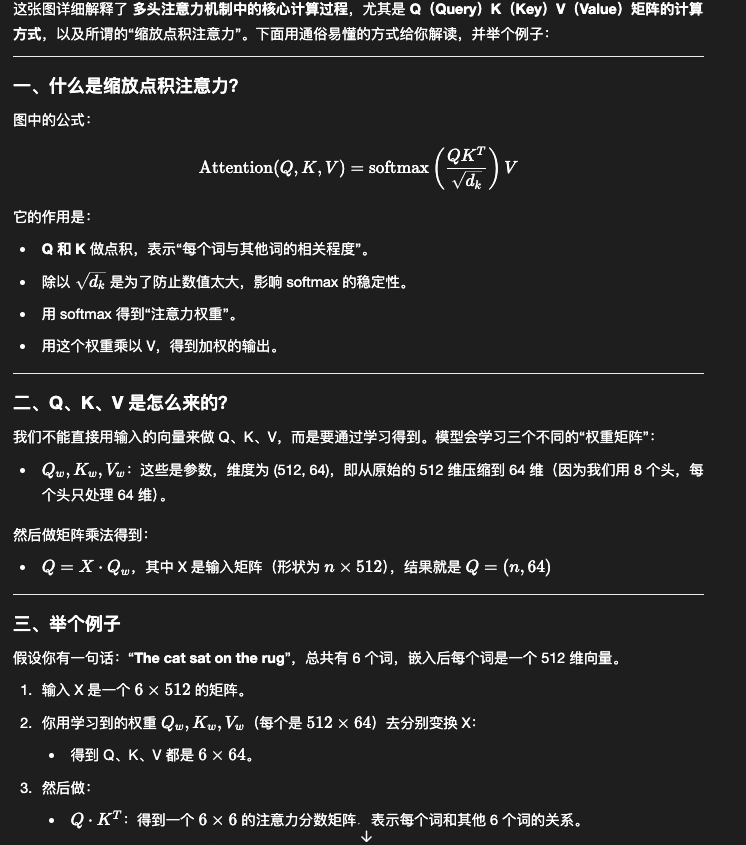 这张图详细解释了 多头注意力机制中的核心计算过程，尤其是 Q（Query）K（Key）V（Value）矩阵的计算
方式，以及所谓的“缩放点积注意力”。下面用通俗易懂的方式给你解读，并举个例子：
一、什么是缩放点积注意力？
图中的公式：
Attention(Q, K, V) = softmax(QK^T / √d_k) V
它的作用是：
• Q 和 K 做点积，表示“每个词与其他词的相关程度”。
• 除以 √d_k 是为了防止数值太大，影响 softmax 的稳定性。
• 用 softmax 得到“注意力权重”。
• 用这个权重乘以 V，得到加权的输出。
二、Q、K、V 是怎么来的？
我们不能直接用输入的向量来做 Q、K、V，而是要通过学习得到。模型会学习三个不同的“权重矩阵”：
• Q_w, K_w, V_w：这些是参数，维度为 (512, 64)，即从原始的 512 维压缩到 64 维（因为我们用 8 个头，每
个头只处理 64 维）。
然后做矩阵乘法得到：
• Q = X · Q_w，其中 X 是输入矩阵（形状为 n × 512），结果就是 Q = (n, 64)
三、举个例子
假设你有一句话：“The cat sat on the rug”，总共有 6 个词，嵌入后每个词是一个 512 维向量。
1. 输入 X 是一个 6 × 512 的矩阵。
2. 你用学习到的权重 Q_w, K_w, V_w（每个是 512 × 64）去分别变换 X：
• 得到 Q、K、V 都是 6 × 64。
3. 然后做：
• Q · K^T：得到一个 6 × 6 的注意力分数矩阵，表示每个词和其他 6 个词的关系。